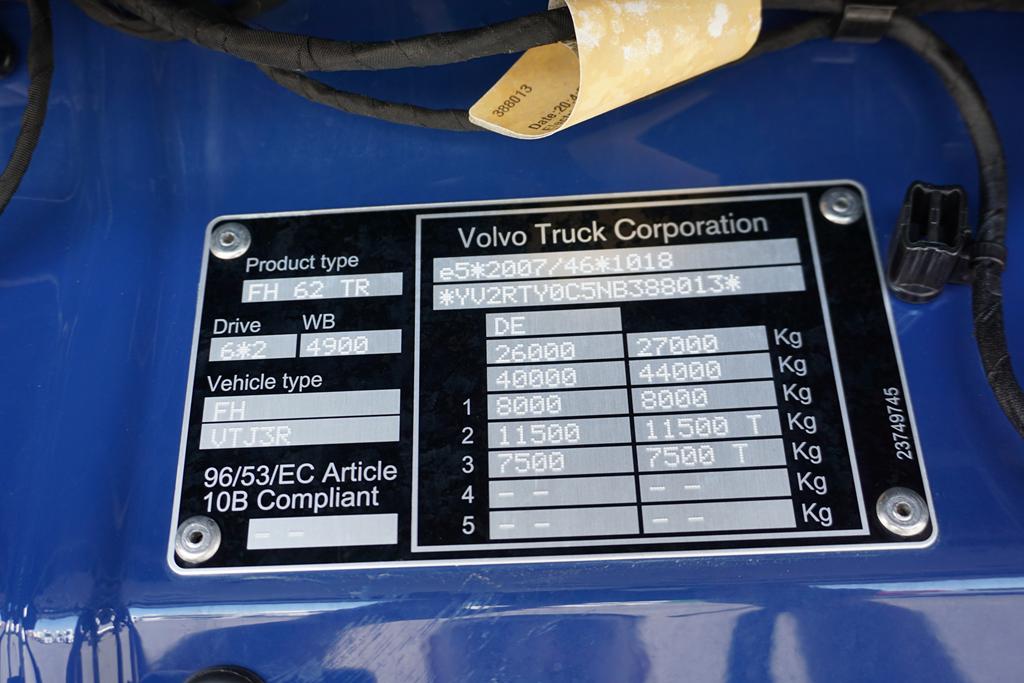 388013
Date:20.4
Product type
FH 62 TR
Drive WB
6*2 4900
Vehicle type
FH
VTJ3R
96/53/EC Article
10B Compliant
– –
Volvo Truck Corporation
e5*2007/46*1018
*YV2RTY0C5NB388013*
DE
26000 27000 Kg
40000 44000 Kg
1 8000 8000 Kg
2 11500 11500 T Kg
3 7500 7500 T Kg
4 – – – – Kg
5 – – – – Kg
23749745